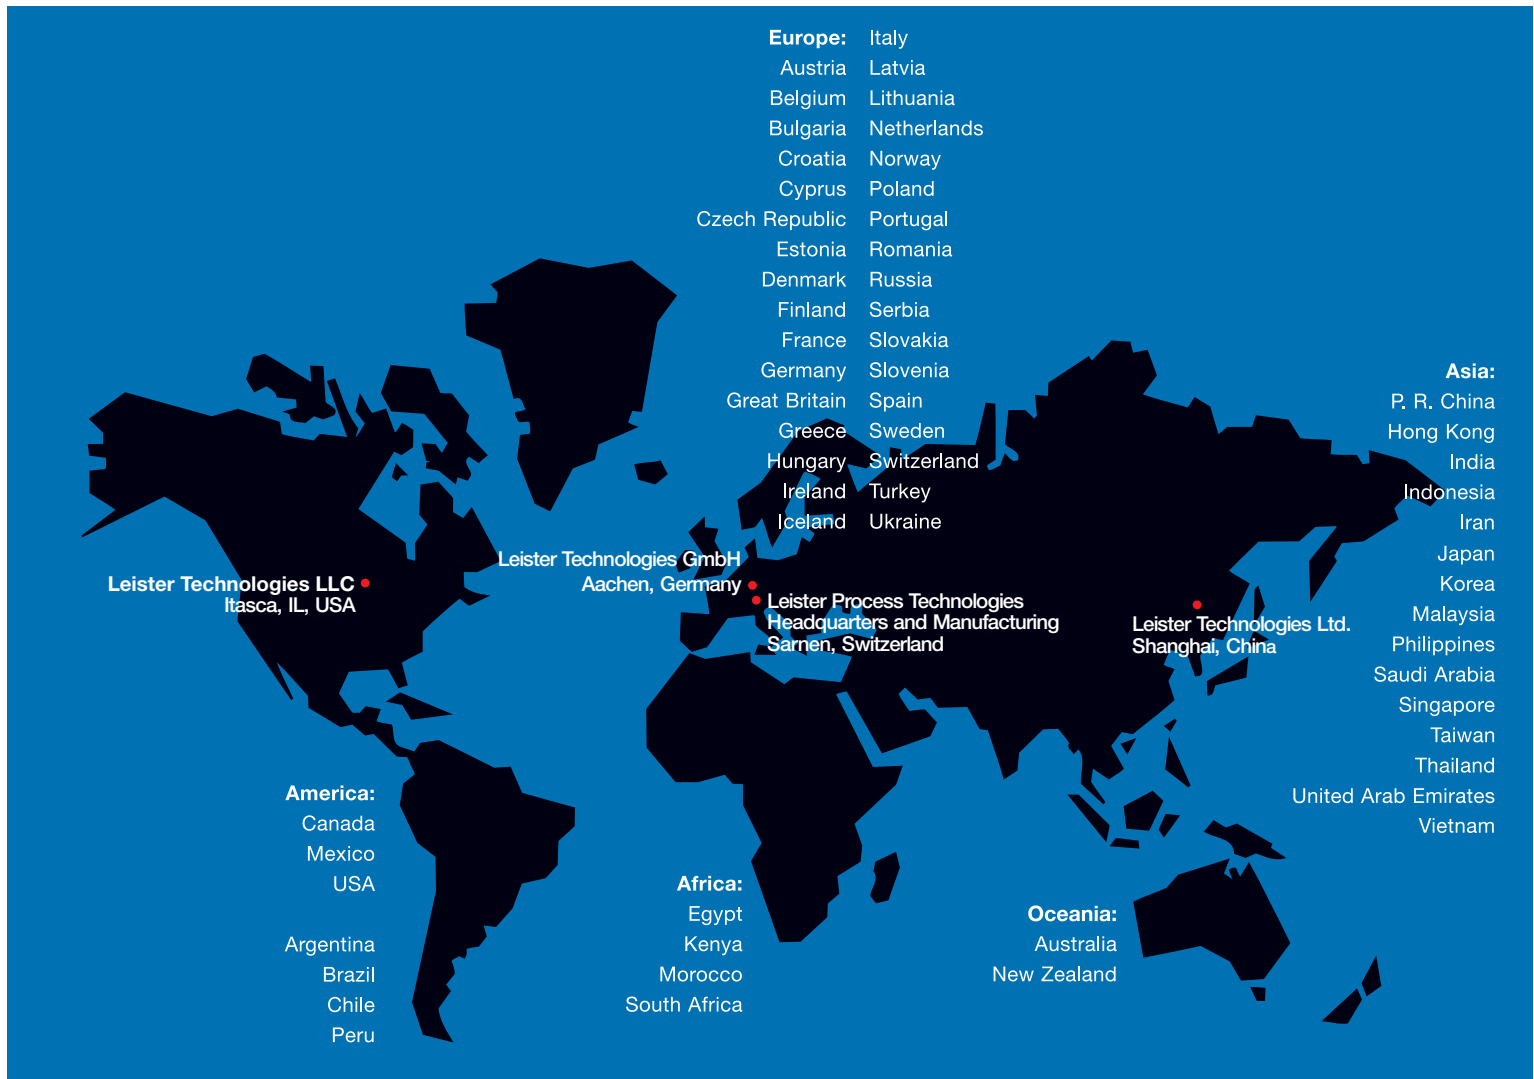 Europe:
Austria
Belgium
Bulgaria
Croatia
Cyprus
Czech Republic
Estonia
Denmark
Finland
France
Germany
Great Britain
Greece
Hungary
Ireland
Iceland
Italy
Latvia
Lithuania
Netherlands
Norway
Poland
Portugal
Romania
Russia
Serbia
Slovakia
Slovenia
Spain
Sweden
Switzerland
Turkey
Ukraine
Asia:
P. R. China
Hong Kong
India
Indonesia
Iran
Japan
Korea
Malaysia
Philippines
Saudi Arabia
Singapore
Taiwan
Thailand
United Arab Emirates
Vietnam
Leister Technologies LLC
Itasca, IL, USA
Leister Technologies GmbH
Aachen, Germany
Leister Process Technologies
Headquarters and Manufacturing
Sarnen, Switzerland
Leister Technologies Ltd.
Shanghai, China
America:
Canada
Mexico
USA
Argentina
Brazil
Chile
Peru
Africa:
Egypt
Kenya
Morocco
South Africa
Oceania:
Australia
New Zealand